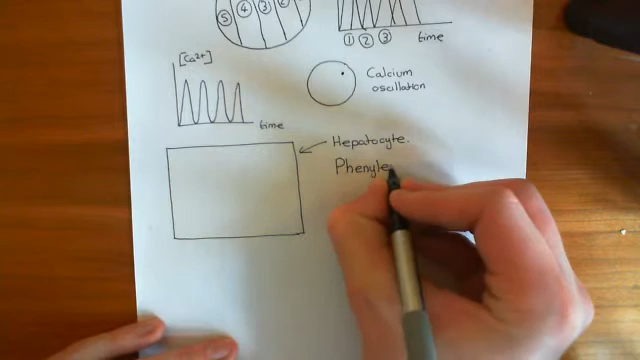 ⑤ ④ ③
① ② ③ time
[Ca²⁺]
time
Calcium
oscillation
Hepatocyte.
Phenyle